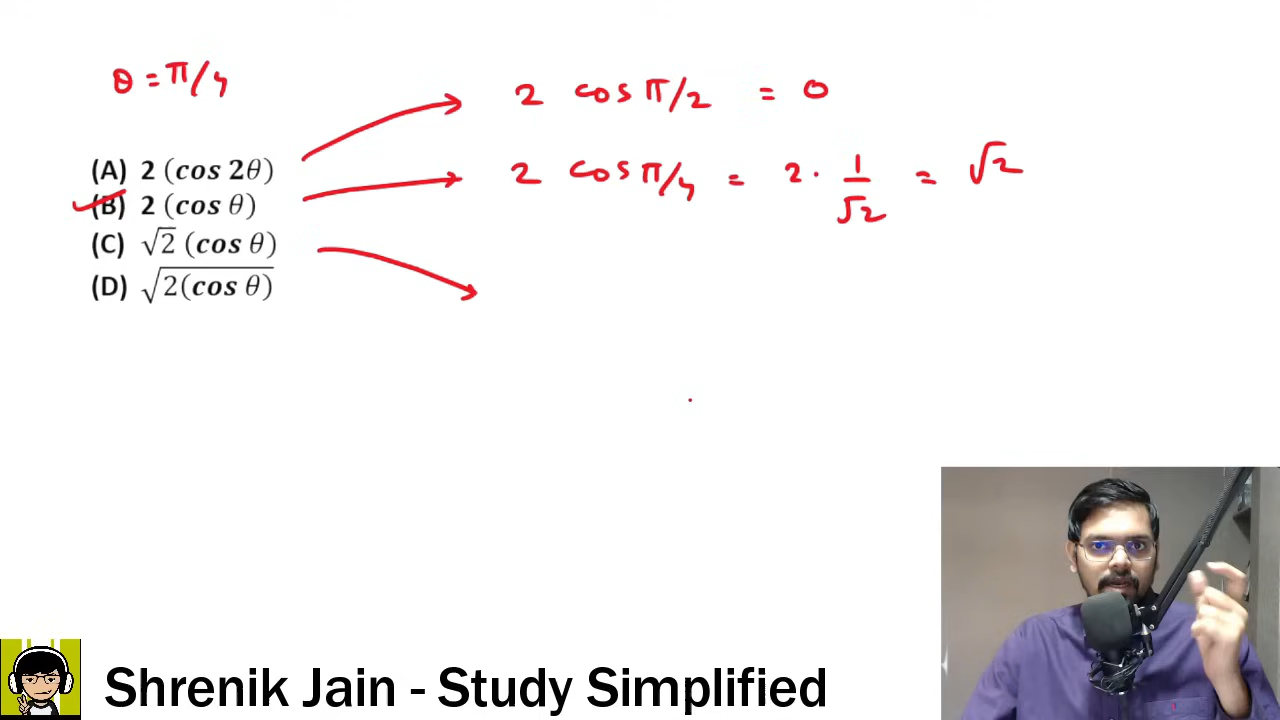 θ = π/4
2 cos π/2 = 0
(A) 2 (cos 2θ)
2 cos π/4 = 2 · 1/√2 = √2
(B) 2 (cos θ)
(C) √2 (cos θ)
(D) √2(cos θ)
Shrenik Jain - Study Simplified